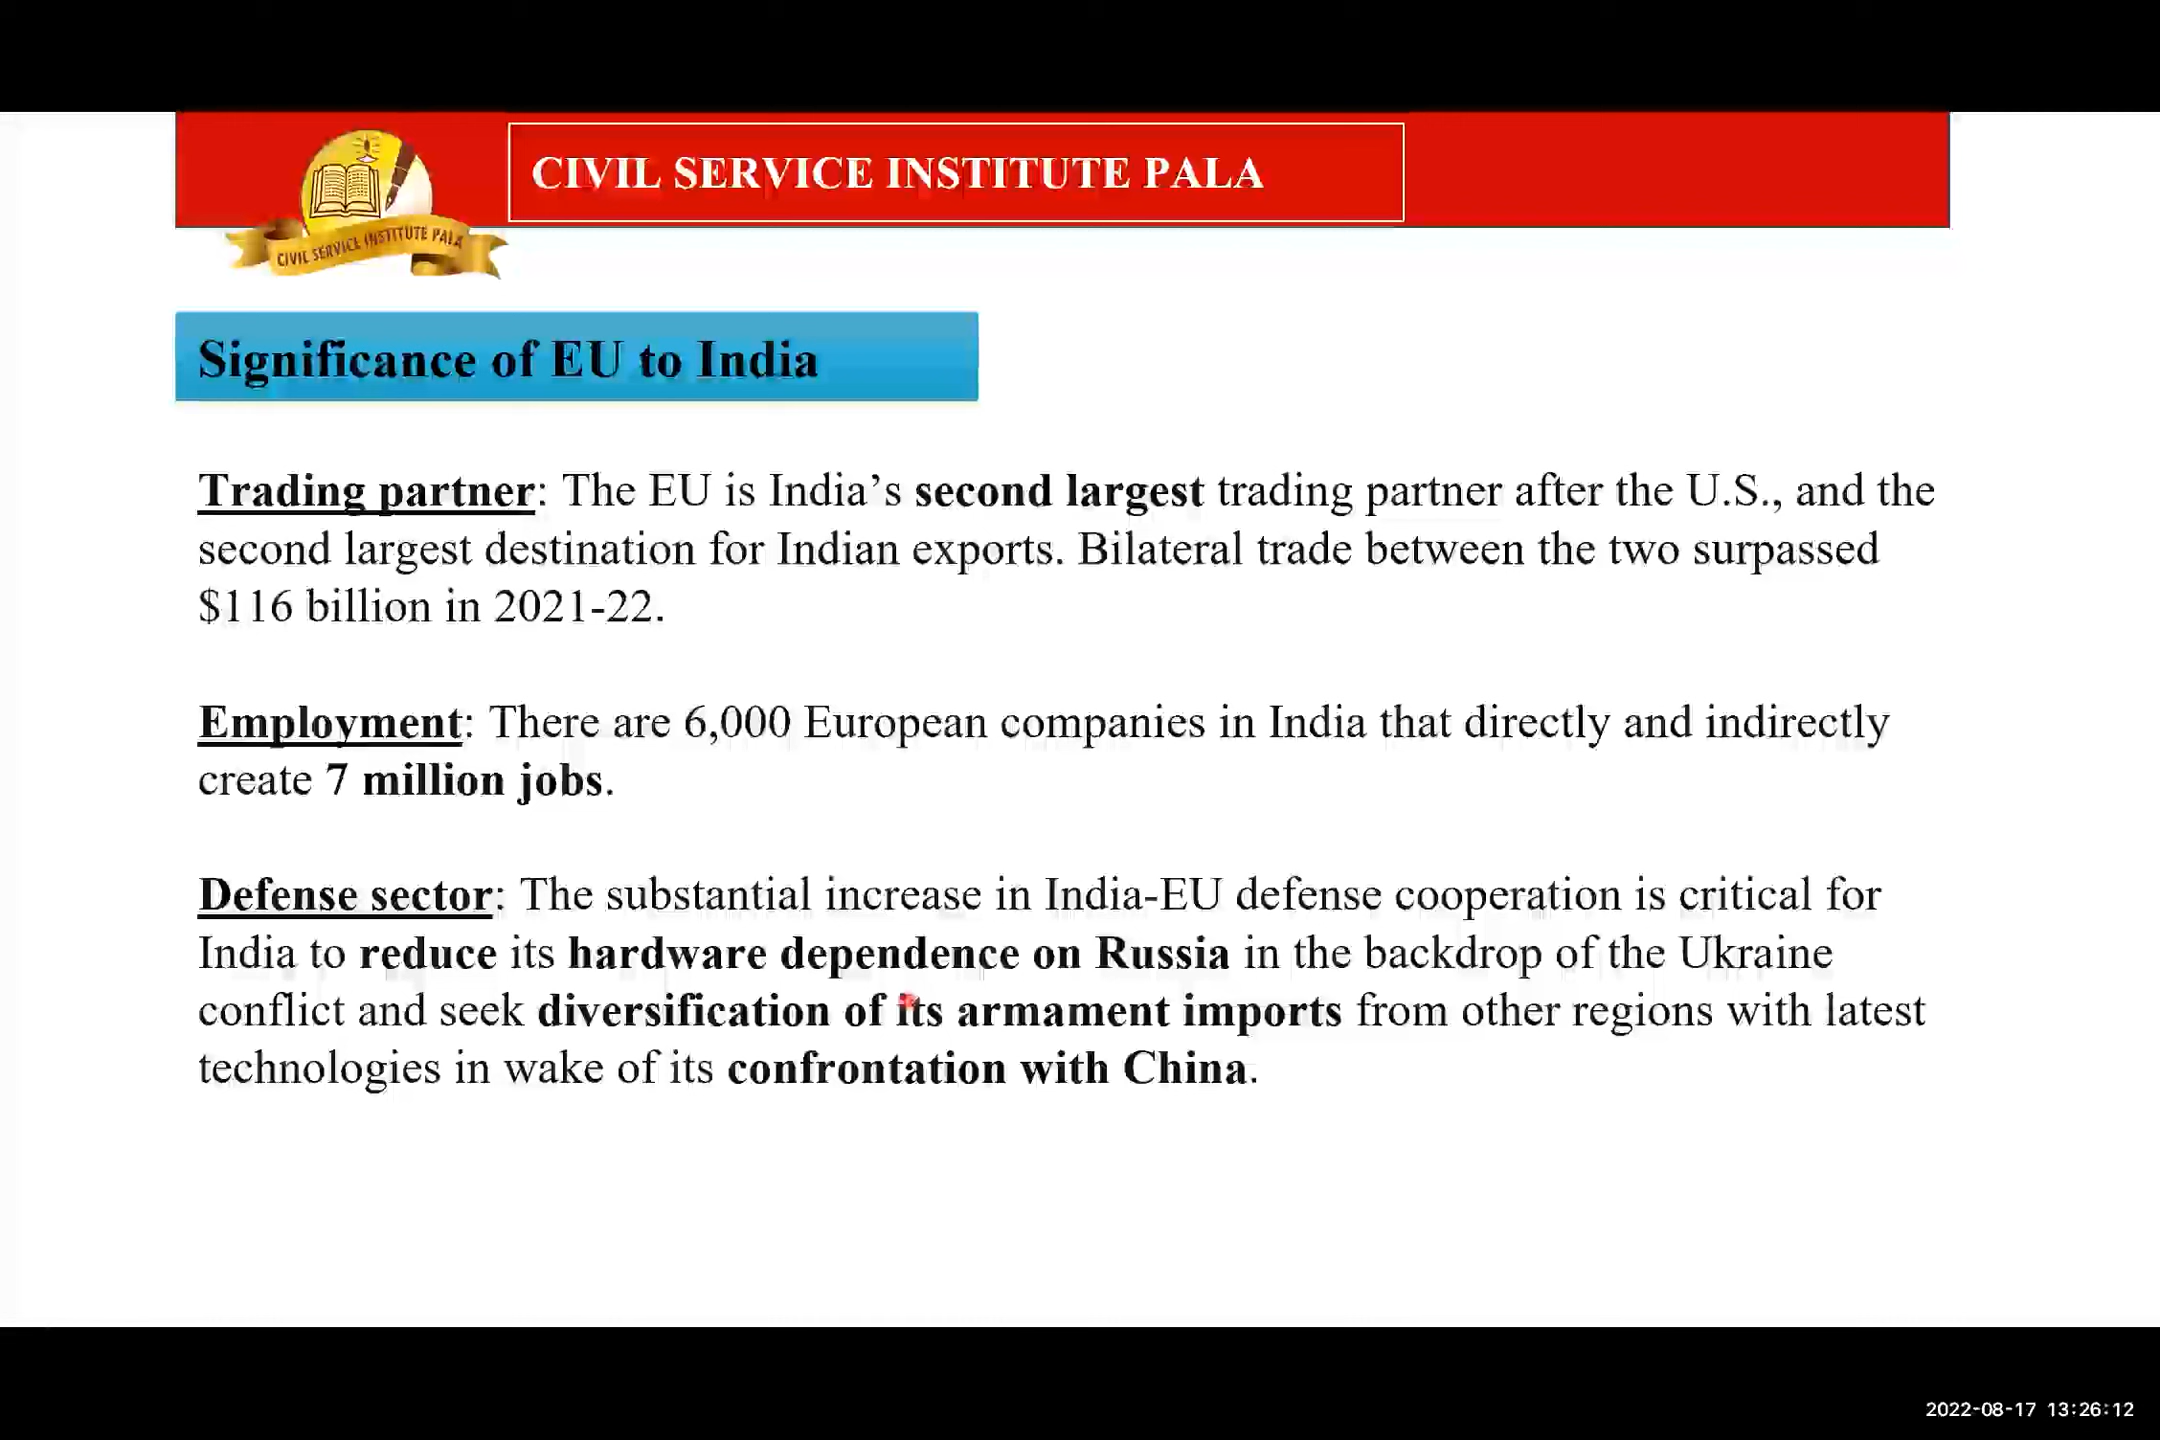 CIVIL SERVICE INSTITUTE PALA
CIVIL SERVICE INSTITUTE PALA
Significance of EU to India
Trading partner: The EU is India’s second largest trading partner after the U.S., and the
second largest destination for Indian exports. Bilateral trade between the two surpassed
$116 billion in 2021-22.
Employment: There are 6,000 European companies in India that directly and indirectly
create 7 million jobs.
Defense sector: The substantial increase in India-EU defense cooperation is critical for
India to reduce its hardware dependence on Russia in the backdrop of the Ukraine
conflict and seek diversification of its armament imports from other regions with latest
technologies in wake of its confrontation with China.
2022-08-17 13:26:12